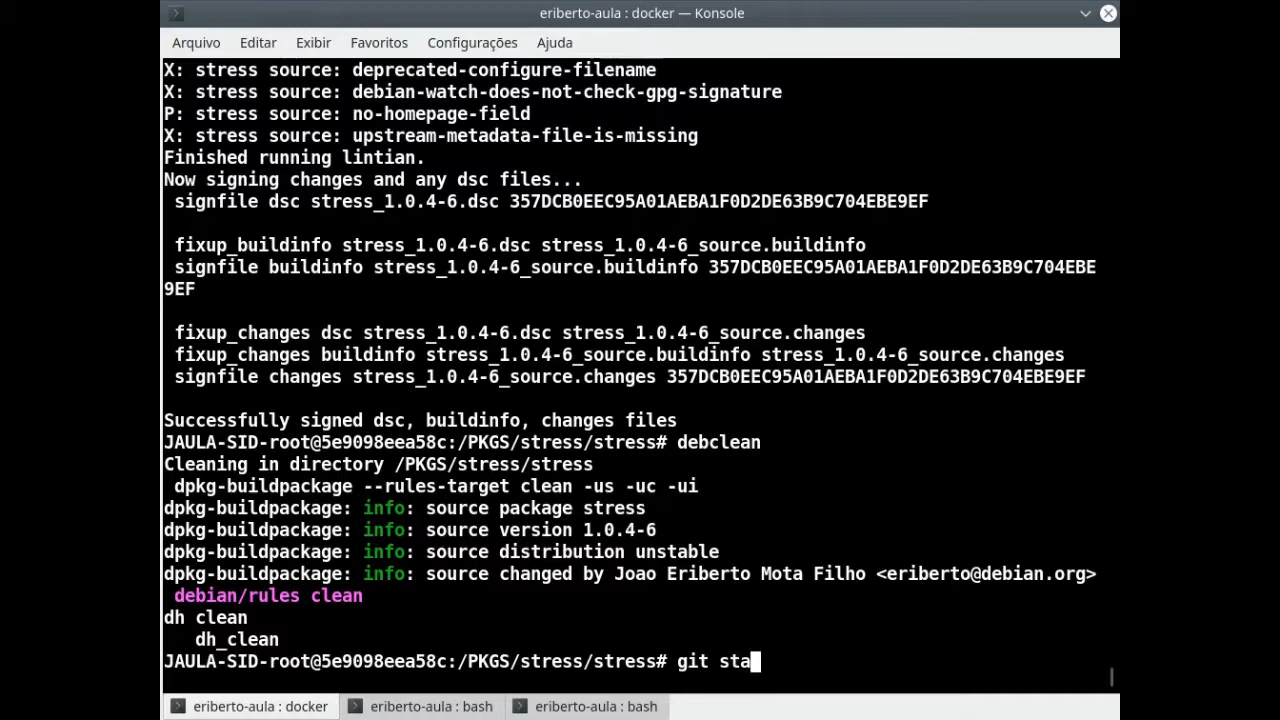 eriberto-aula : docker — Konsole
Arquivo Editar Exibir Favoritos Configurações Ajuda
X: stress source: deprecated-configure-filename
X: stress source: debian-watch-does-not-check-gpg-signature
P: stress source: no-homepage-field
X: stress source: upstream-metadata-file-is-missing
Finished running lintian.
Now signing changes and any dsc files...
signfile dsc stress_1.0.4-6.dsc 357DCB0EEC95A01AEBA1F0D2DE63B9C704EBE9EF
fixup_buildinfo stress_1.0.4-6.dsc stress_1.0.4-6_source.buildinfo
signfile buildinfo stress_1.0.4-6_source.buildinfo 357DCB0EEC95A01AEBA1F0D2DE63B9C704EBE
9EF
fixup_changes dsc stress_1.0.4-6.dsc stress_1.0.4-6_source.changes
fixup_changes buildinfo stress_1.0.4-6_source.buildinfo stress_1.0.4-6_source.changes
signfile changes stress_1.0.4-6_source.changes 357DCB0EEC95A01AEBA1F0D2DE63B9C704EBE9EF
Successfully signed dsc, buildinfo, changes files
JAULA-SID-root@5e9098eea58c:/PKGS/stress/stress# debclean
Cleaning in directory /PKGS/stress/stress
dpkg-buildpackage --rules-target clean -us -uc -ui
dpkg-buildpackage: info: source package stress
dpkg-buildpackage: info: source version 1.0.4-6
dpkg-buildpackage: info: source distribution unstable
dpkg-buildpackage: info: source changed by Joao Eriberto Mota Filho <eriberto@debian.org>
debian/rules clean
dh clean
dh_clean
JAULA-SID-root@5e9098eea58c:/PKGS/stress/stress# git sta
eriberto-aula : docker eriberto-aula : bash eriberto-aula : bash